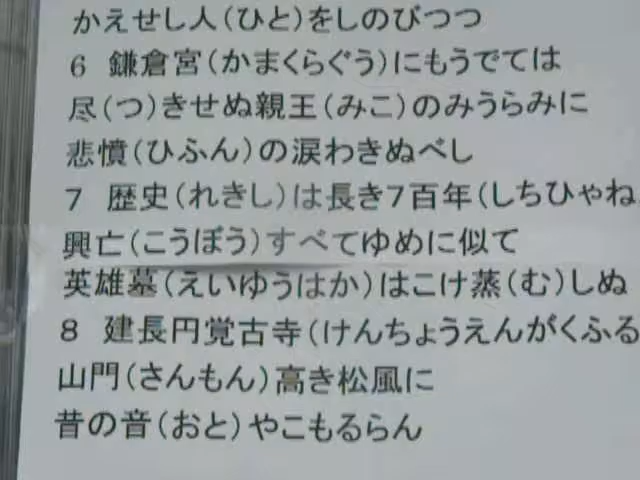 かえせし人(ひと)をしのびつつ
6 鎌倉宮(かまくらぐう)にもうでては
尽(つ)きせぬ親王(みこ)のみうらみに
悲憤(ひふん)の涙わきぬべし
7 歴史(れきし)は長き7百年(しちひゃね
興亡(こうぼう)すべてゆめに似て
英雄墓(えいゆうはか)はこけ蒸(む)しぬ
8 建長円覚古寺(けんちょうえんがくふる
山門(さんもん)高き松風に
昔の音(おと)やこもるらん